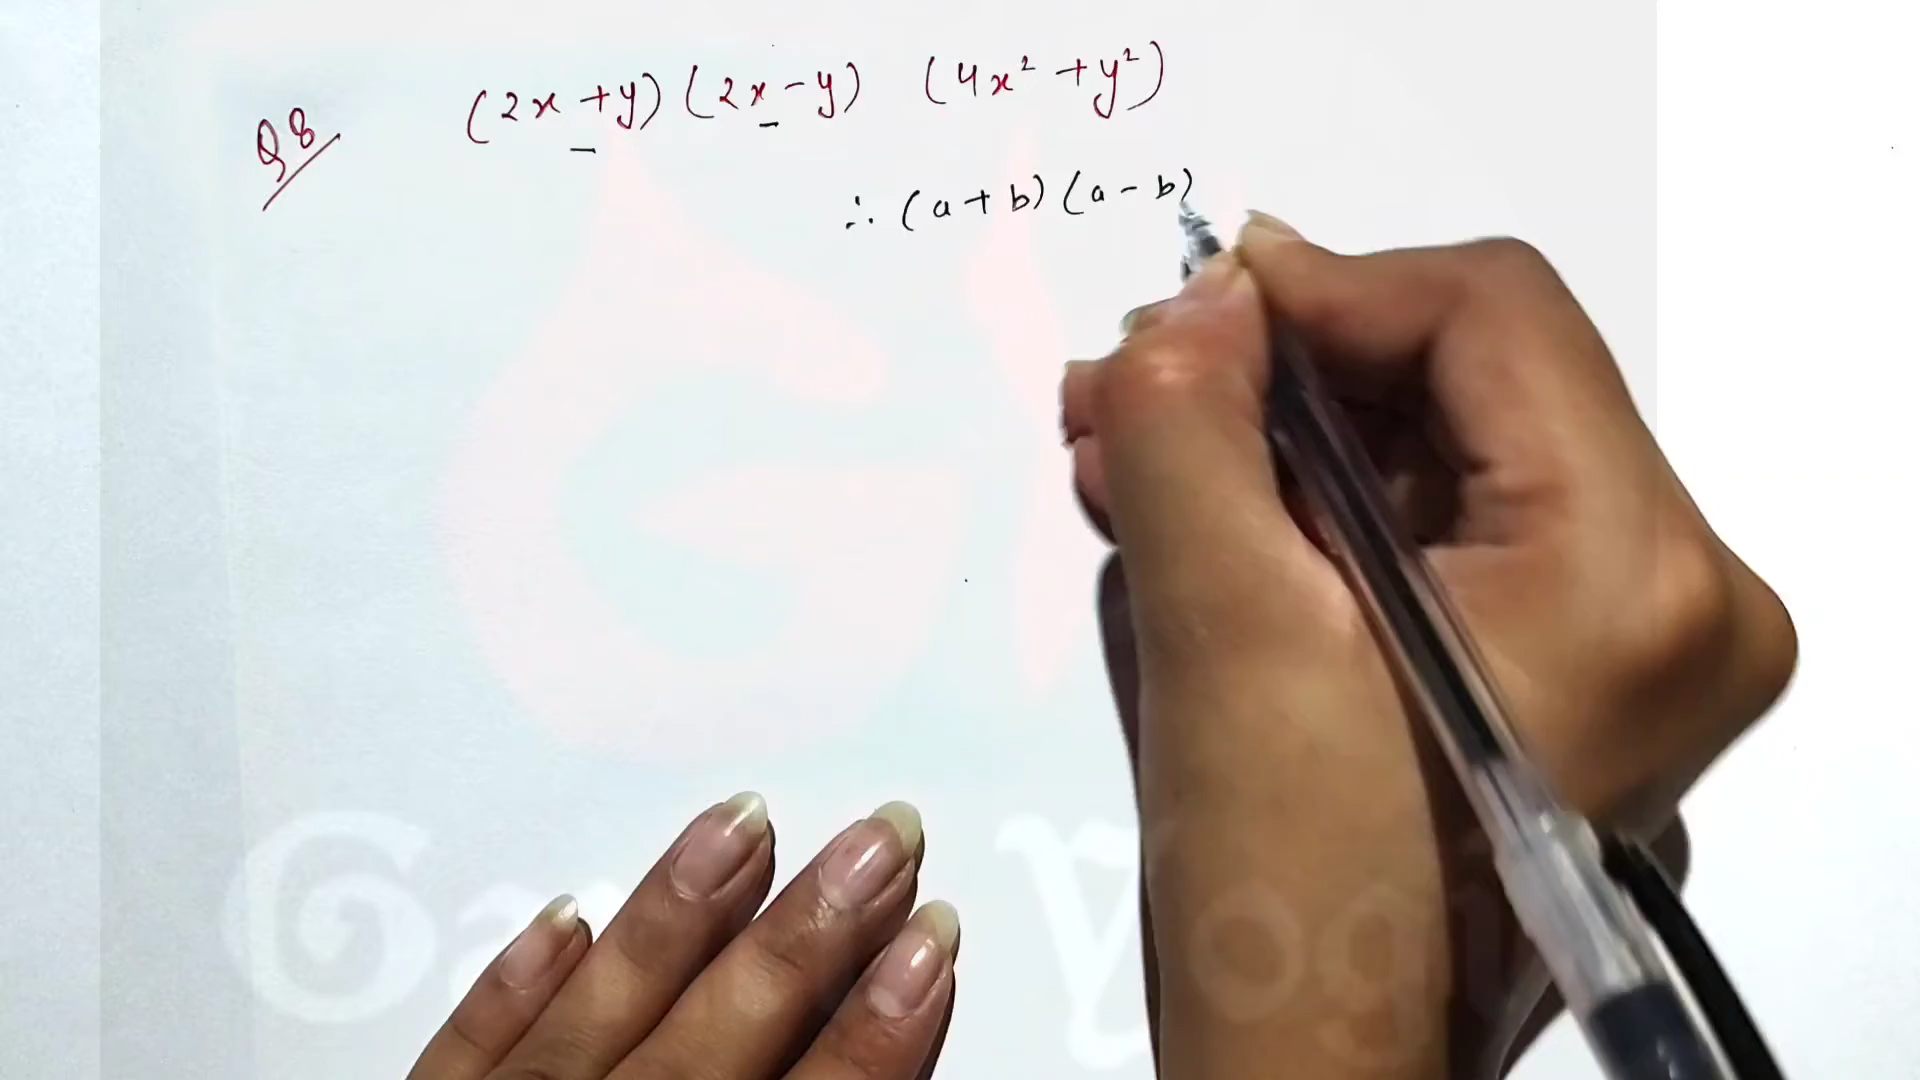 Q8 (2x + y) (2x - y) (4x² + y²)
∴ (a + b) (a - b)